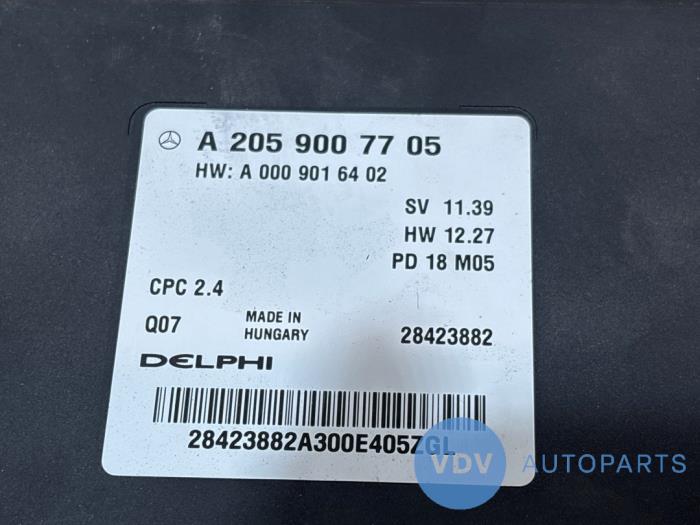 A 205 900 77 05
HW: A 000 901 64 02
SV 11.39
HW 12.27
PD 18 M05
CPC 2.4
Q07
MADE IN
HUNGARY
28423882
DELPHI
28423882A300E405ZGL
VDV AUTOPARTS